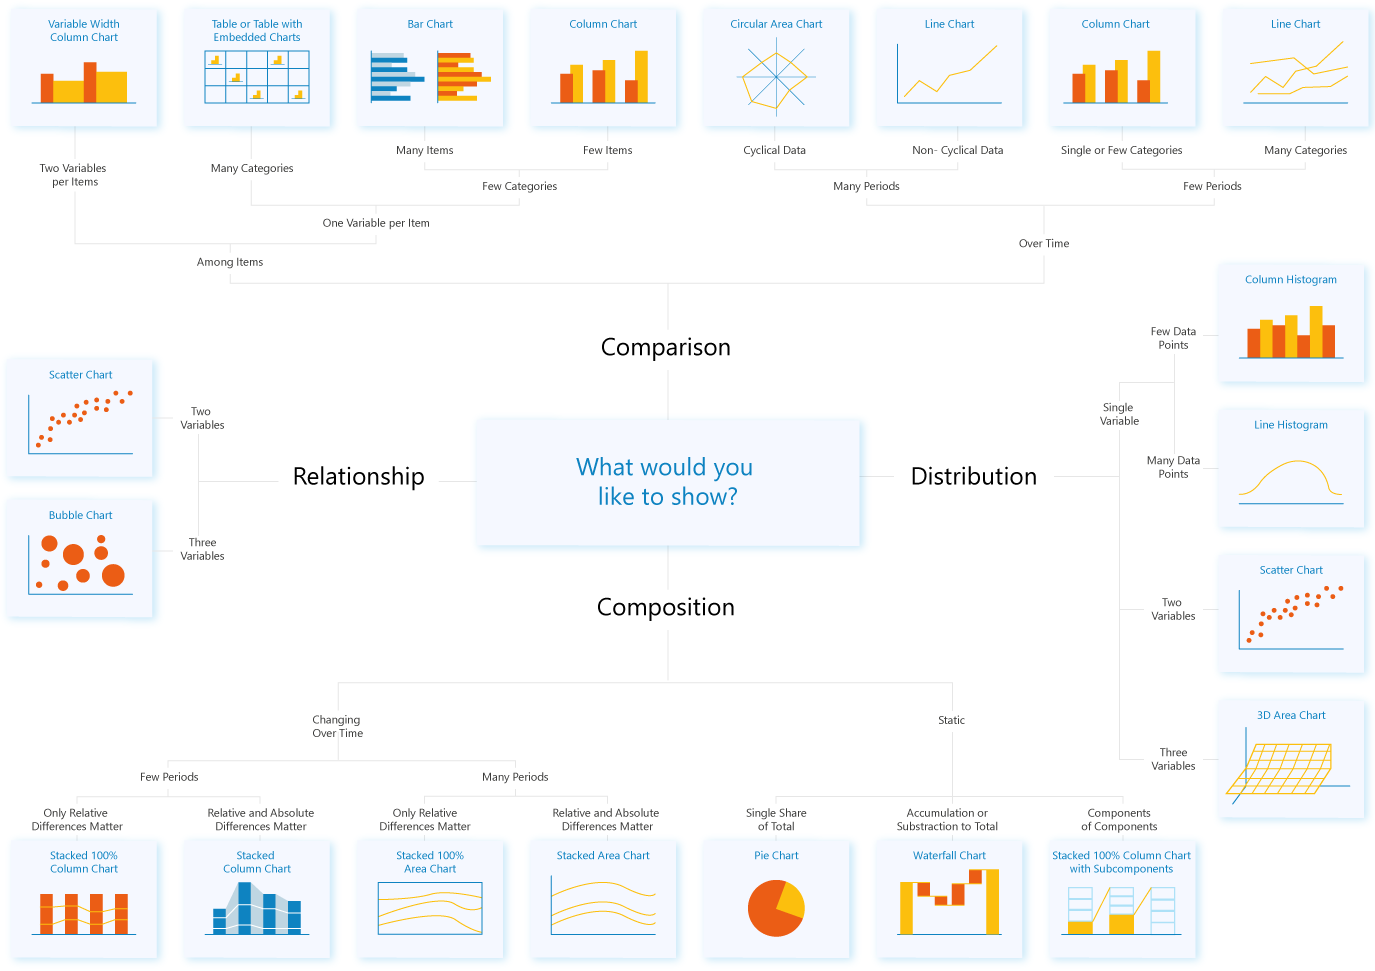 Variable Width
Column Chart
Table or Table with
Embedded Charts
Bar Chart
Column Chart
Circular Area Chart
Line Chart
Column Chart
Line Chart
Two Variables
per Items
Many Categories
Many Items
Few Items
Cyclical Data
Non- Cyclical Data
Single or Few Categories
Many Categories
Few Categories
Many Periods
Few Periods
One Variable per Item
Over Time
Among Items
Comparison
Column Histogram
Few Data
Points
Single
Variable
Line Histogram
Many Data
Points
Scatter Chart
Two
Variables
Relationship
What would you
like to show?
Distribution
Bubble Chart
Three
Variables
Scatter Chart
Two
Variables
Composition
3D Area Chart
Three
Variables
Changing
Over Time
Static
Few Periods
Many Periods
Only Relative
Differences Matter
Relative and Absolute
Differences Matter
Only Relative
Differences Matter
Relative and Absolute
Differences Matter
Single Share
of Total
Accumulation or
Substraction to Total
Components
of Components
Stacked 100%
Column Chart
Stacked
Column Chart
Stacked 100%
Area Chart
Stacked Area Chart
Pie Chart
Waterfall Chart
Stacked 100% Column Chart
with Subcomponents